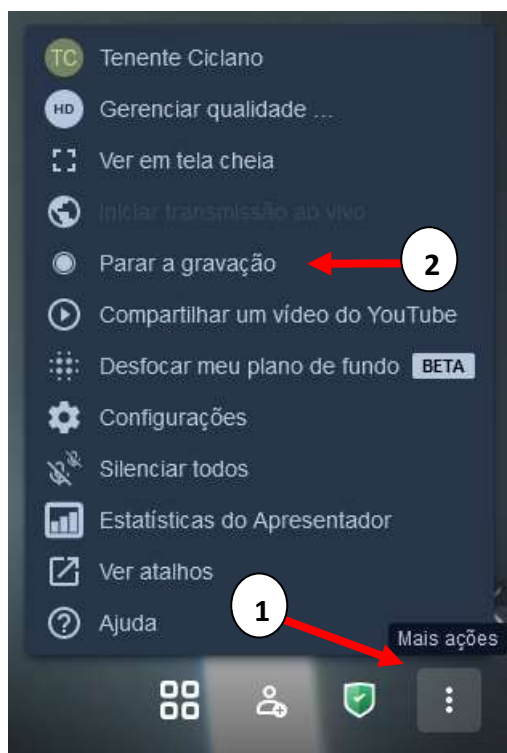 TC Tenente Ciclano
HD Gerenciar qualidade ...
Ver em tela cheia
Iniciar transmissão ao vivo
Parar a gravação
2
Compartilhar um vídeo do YouTube
Desfocar meu plano de fundo BETA
Configurações
Silenciar todos
Estatísticas do Apresentador
Ver atalhos
Ajuda
1
Mais ações